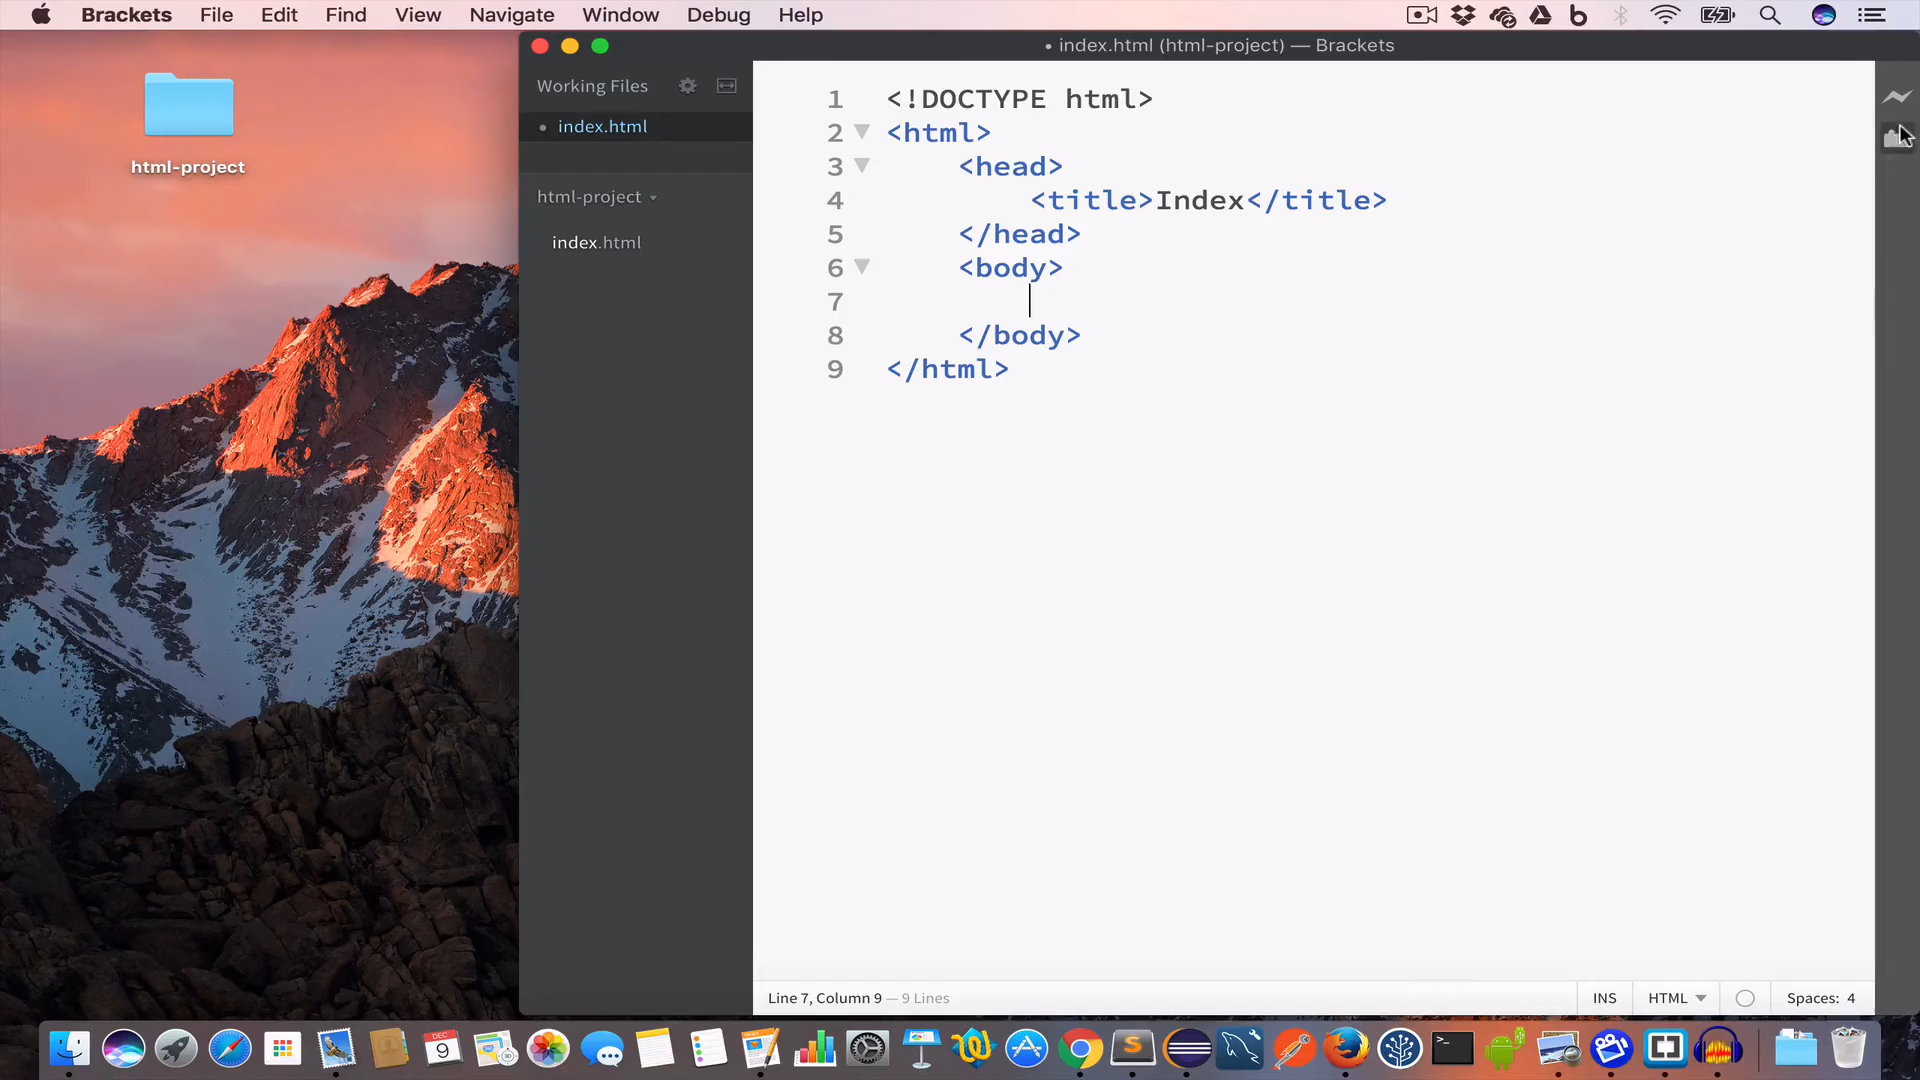 Brackets File Edit Find View Navigate Window Debug Help
html-project
• index.html (html-project) — Brackets
Working Files
• index.html
html-project
index.html
1 <!DOCTYPE html>
2 <html>
3 <head>
4 <title>Index</title>
5 </head>
6 <body>
7
8 </body>
9 </html>
Line 7, Column 9 — 9 Lines
INS HTML Spaces: 4
DEC
9